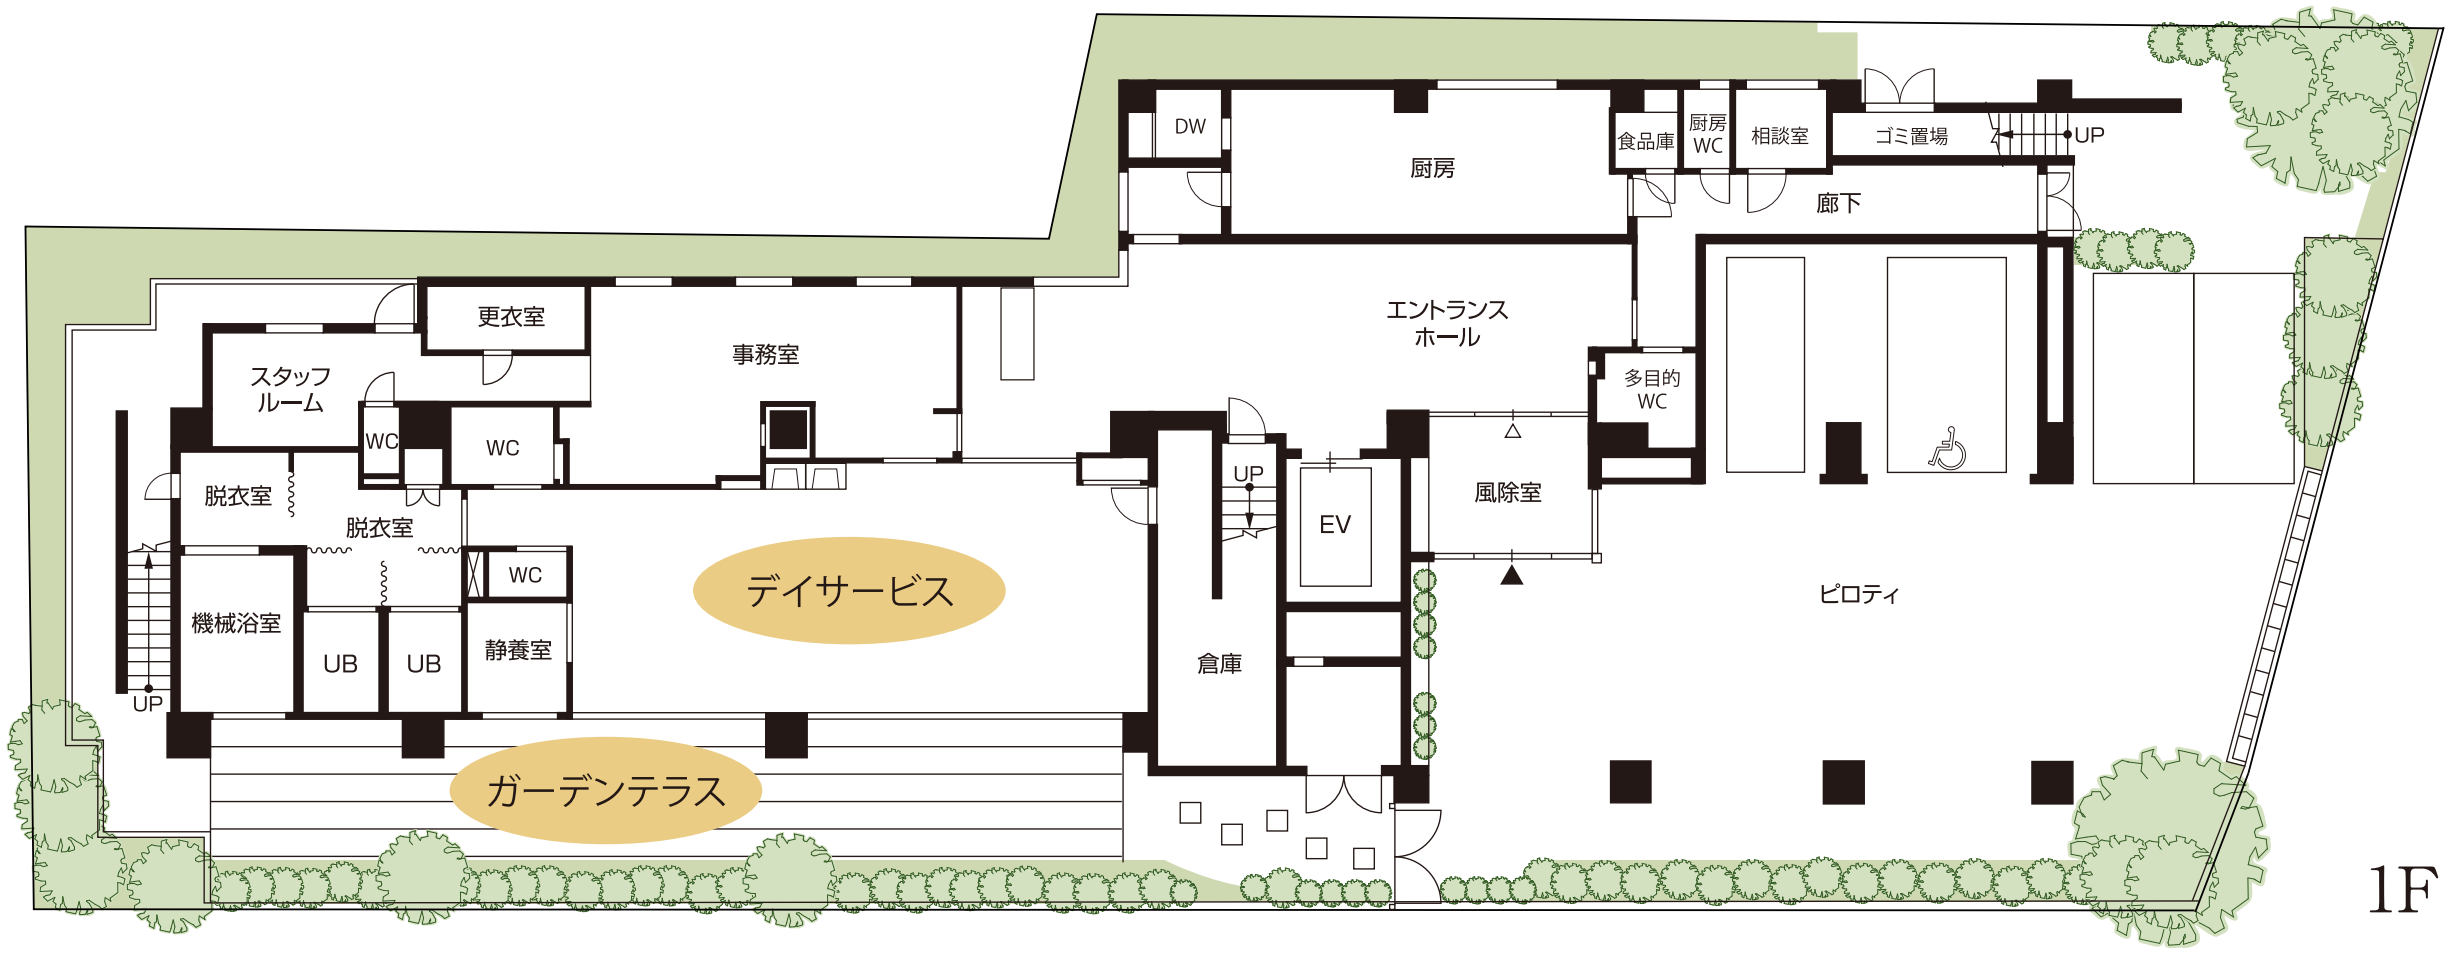 DW
厨房
食品庫
厨房
WC
相談室
ゴミ置場
UP
廊下
更衣室
事務室
エントランス
ホール
スタッフ
ルーム
WC
WC
多目的
WC
脱衣室
脱衣室
UP
EV
風除室
WC
デイサービス
ピロティ
機械浴室
UB
UB
静養室
倉庫
UP
ガーデンテラス
1F